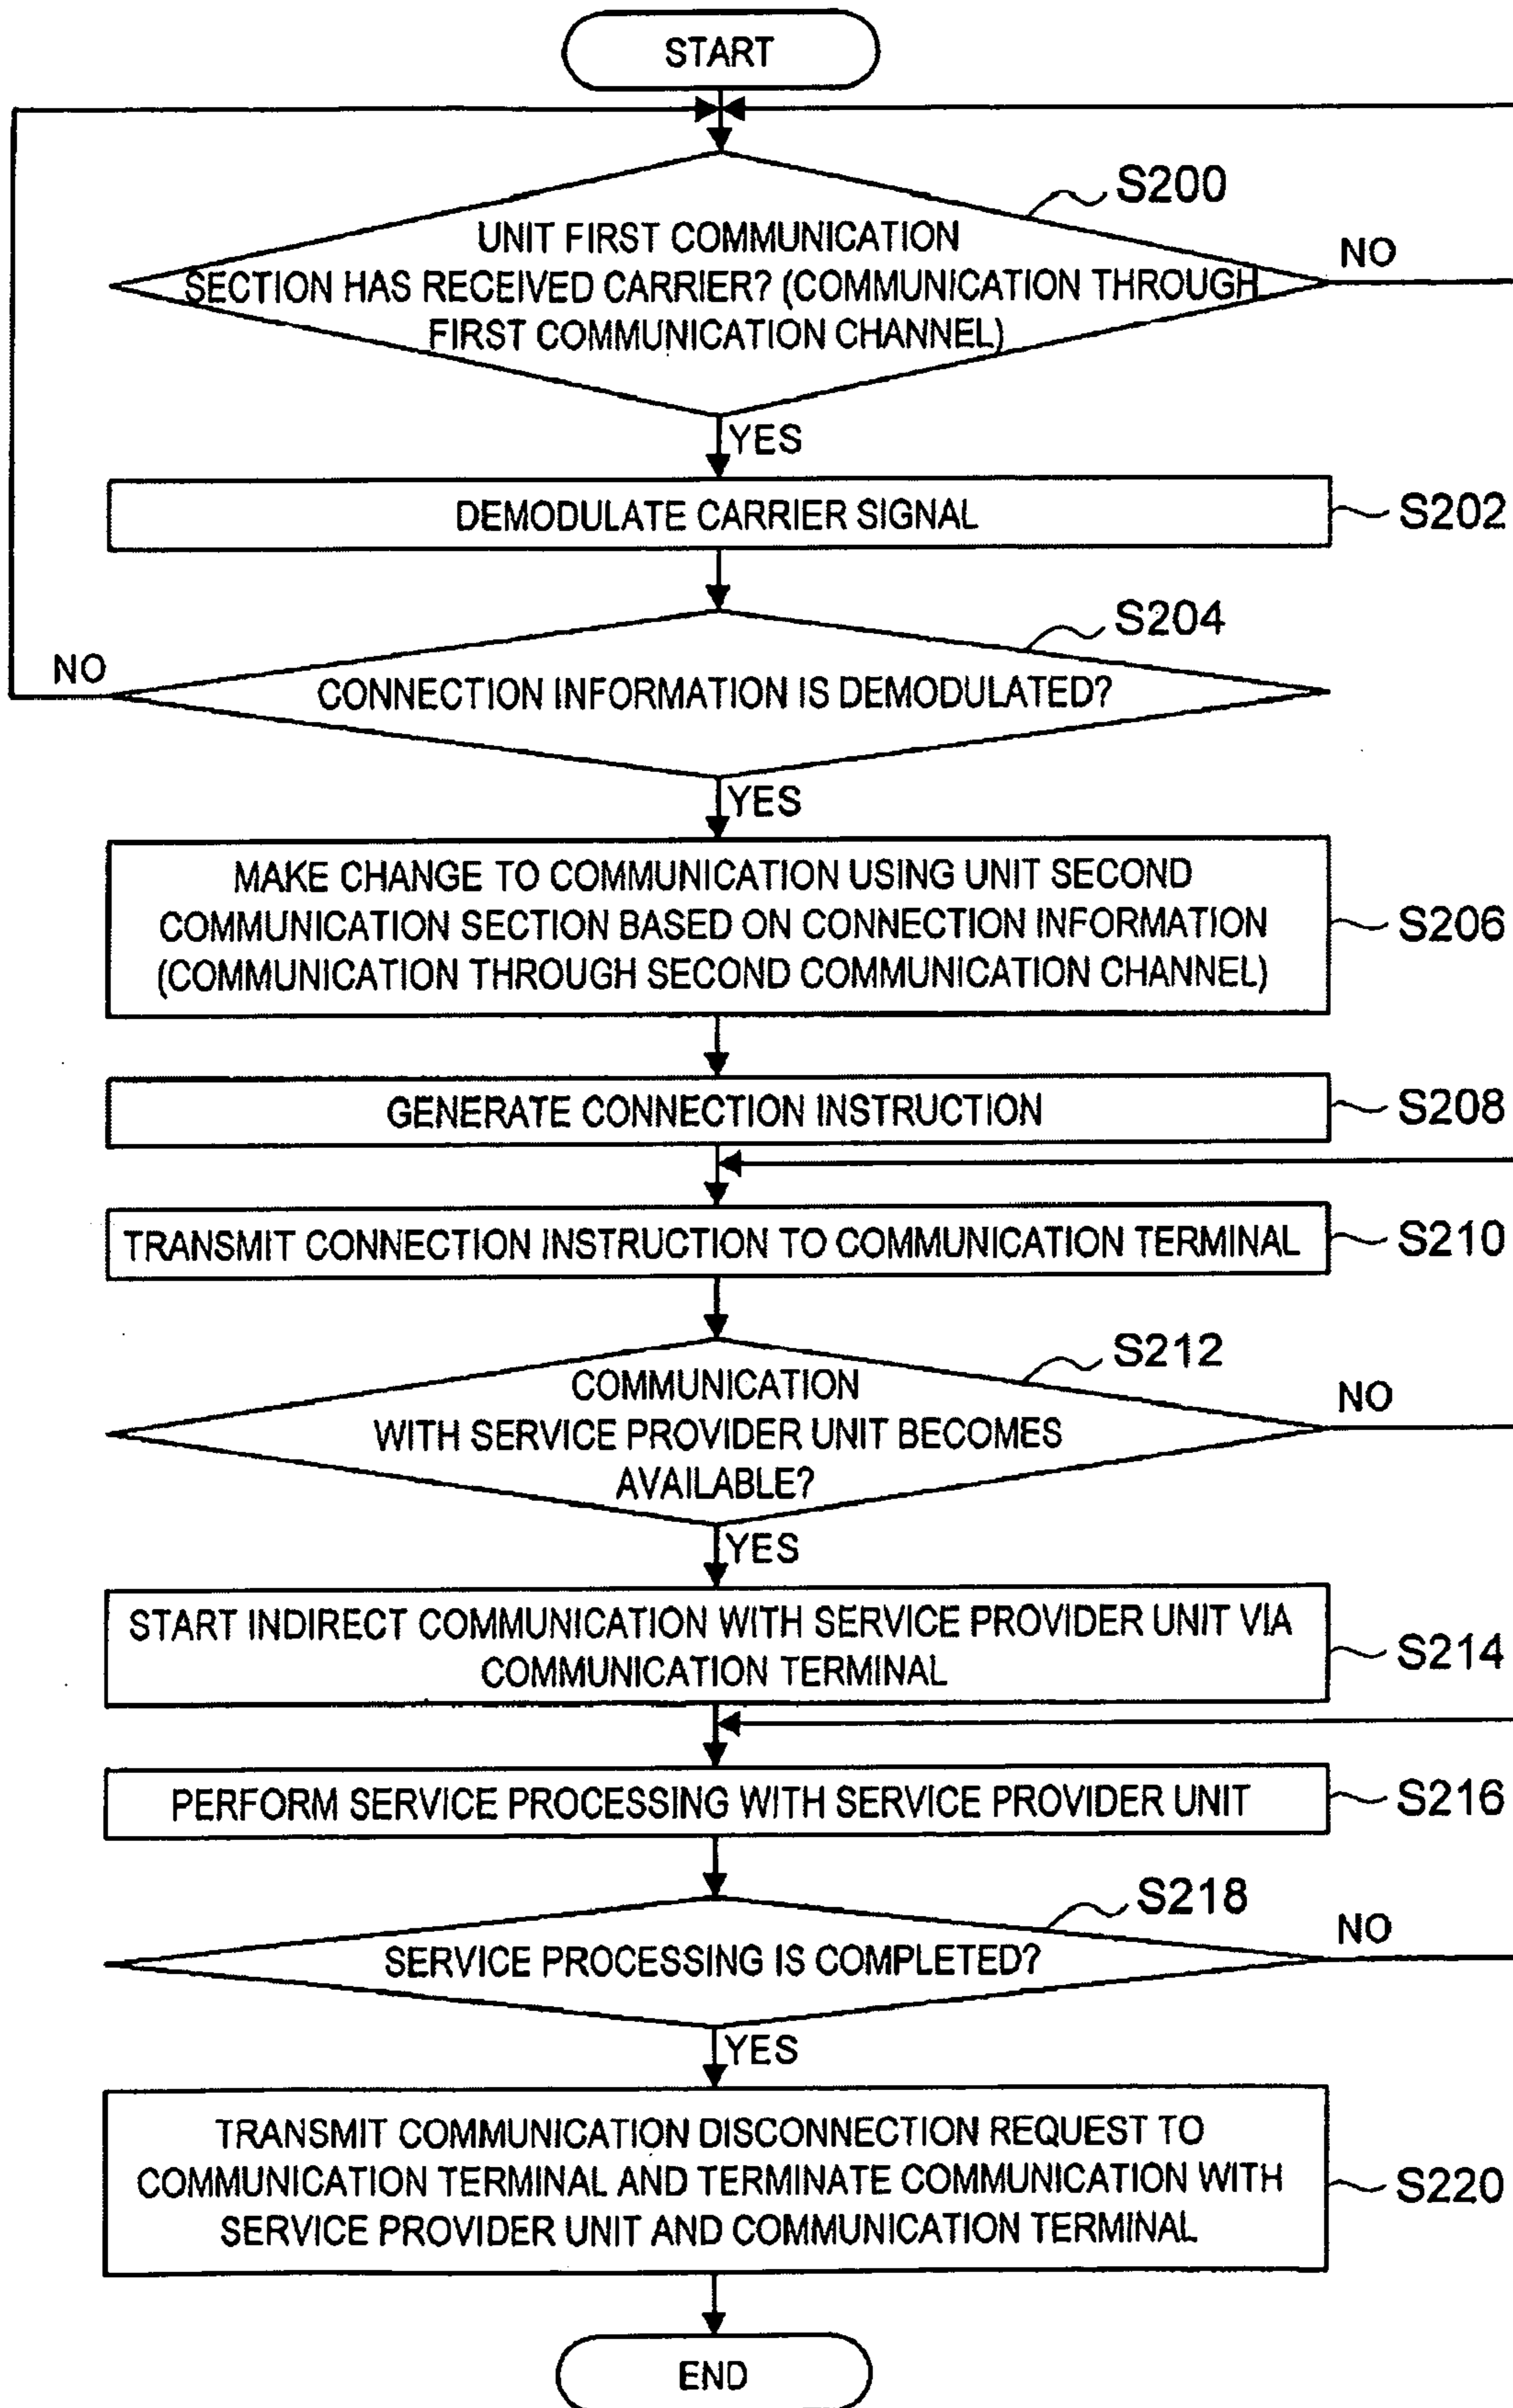 START
S200
UNIT FIRST COMMUNICATION
NO
SECTION HAS RECEIVED CARRIER? (COMMUNICATION THROUGH
FIRST COMMUNICATION CHANNEL)
YES
DEMODULATE CARRIER SIGNAL
S202
S204
NO
CONNECTION INFORMATION IS DEMODULATED?
YES
MAKE CHANGE TO COMMUNICATION USING UNIT SECOND
COMMUNICATION SECTION BASED ON CONNECTION INFORMATION
(COMMUNICATION THROUGH SECOND COMMUNICATION CHANNEL)
S206
GENERATE CONNECTION INSTRUCTION
S208
TRANSMIT CONNECTION INSTRUCTION TO COMMUNICATION TERMINAL
S210
S212
COMMUNICATION
NO
WITH SERVICE PROVIDER UNIT BECOMES
AVAILABLE?
YES
START INDIRECT COMMUNICATION WITH SERVICE PROVIDER UNIT VIA
COMMUNICATION TERMINAL
S214
PERFORM SERVICE PROCESSING WITH SERVICE PROVIDER UNIT
S216
S218
NO
SERVICE PROCESSING IS COMPLETED?
YES
TRANSMIT COMMUNICATION DISCONNECTION REQUEST TO
COMMUNICATION TERMINAL AND TERMINATE COMMUNICATION WITH
SERVICE PROVIDER UNIT AND COMMUNICATION TERMINAL
S220
END